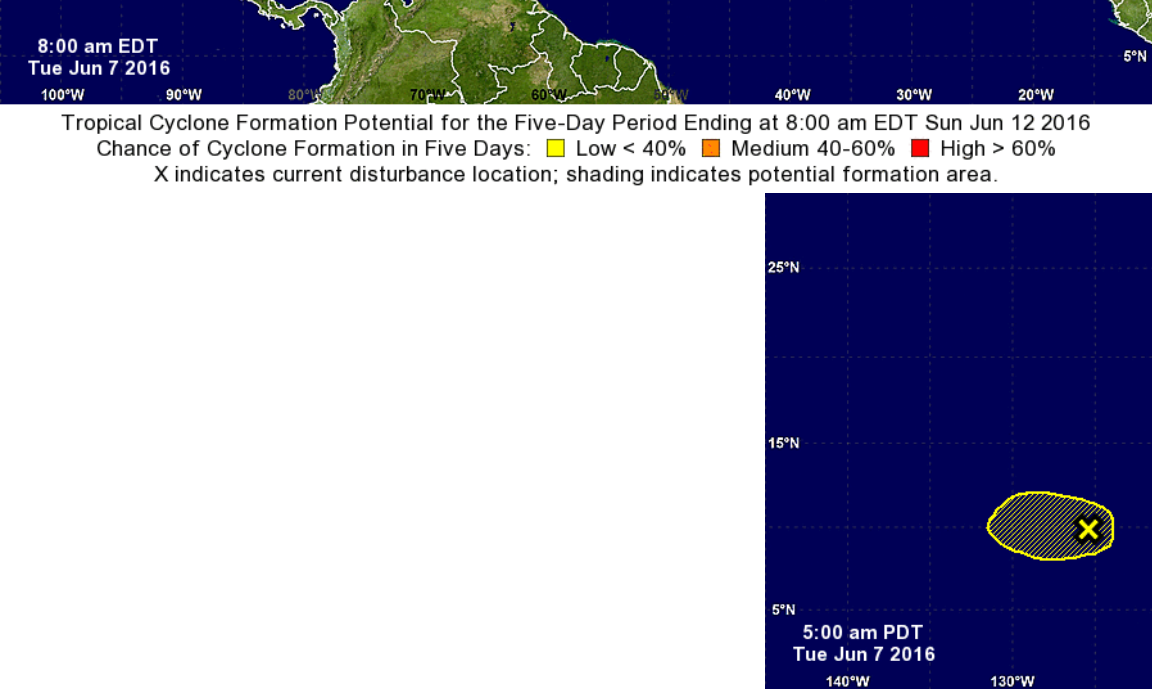 8:00 am EDT
Tue Jun 7 2016
5°N
100°W 90°W 80°W 70°W 60°W 50°W 40°W 30°W 20°W
Tropical Cyclone Formation Potential for the Five-Day Period Ending at 8:00 am EDT Sun Jun 12 2016
Chance of Cyclone Formation in Five Days: Low < 40% Medium 40-60% High > 60%
X indicates current disturbance location; shading indicates potential formation area.
25°N
15°N
5°N
5:00 am PDT
Tue Jun 7 2016
140°W 130°W